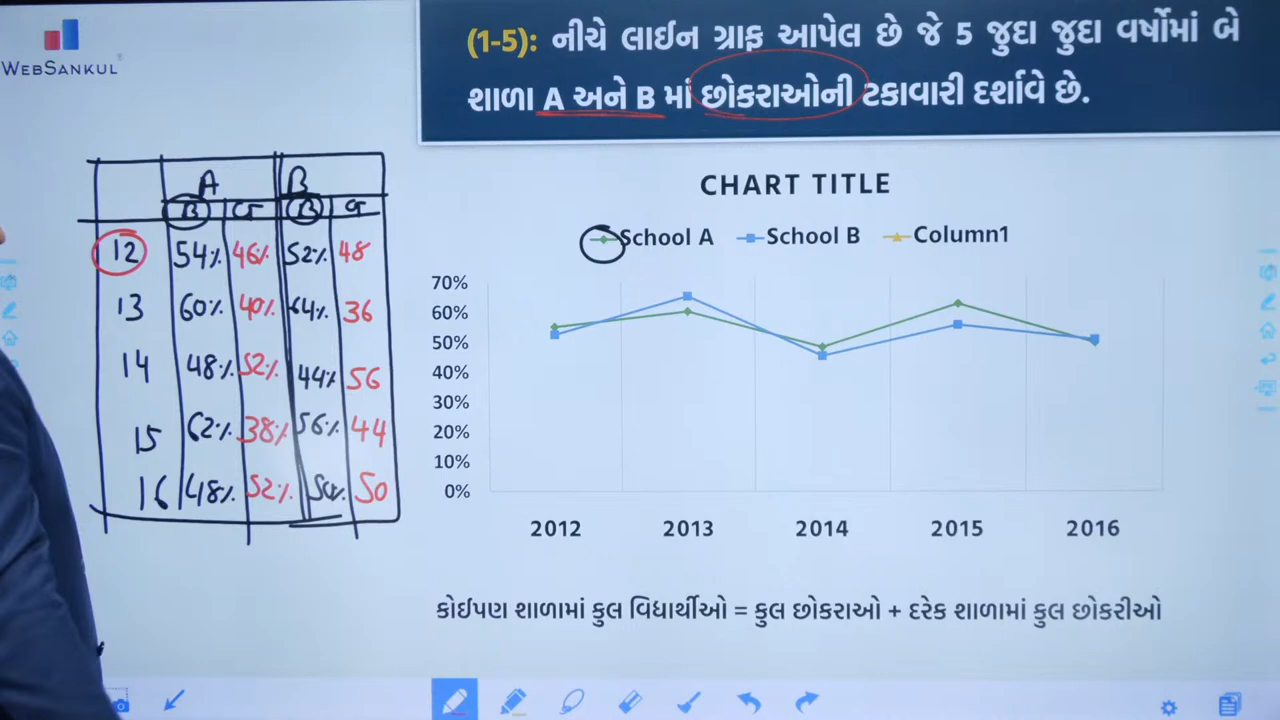 WEBSANKUL®
(1-5): નીચે લાઈન ગ્રાફ આપેલ છે જે 5 જુદા જુદા વર્ષોમાં બે
શાળા A અને B માં છોકરાઓની ટકાવારી દર્શાવે છે.
A B
B G B G
12 54% 46% 52% 48
13 60% 40% 64% 36
14 48% 52% 44% 56
15 62% 38% 56% 44
16 48% 52% 50% 50
CHART TITLE
School A School B Column1
70%
60%
50%
40%
30%
20%
10%
0%
2012 2013 2014 2015 2016
કોઈપણ શાળામાં કુલ વિધાર્થીઓ = કુલ છોકરાઓ + દરેક શાળામાં કુલ છોકરીઓ